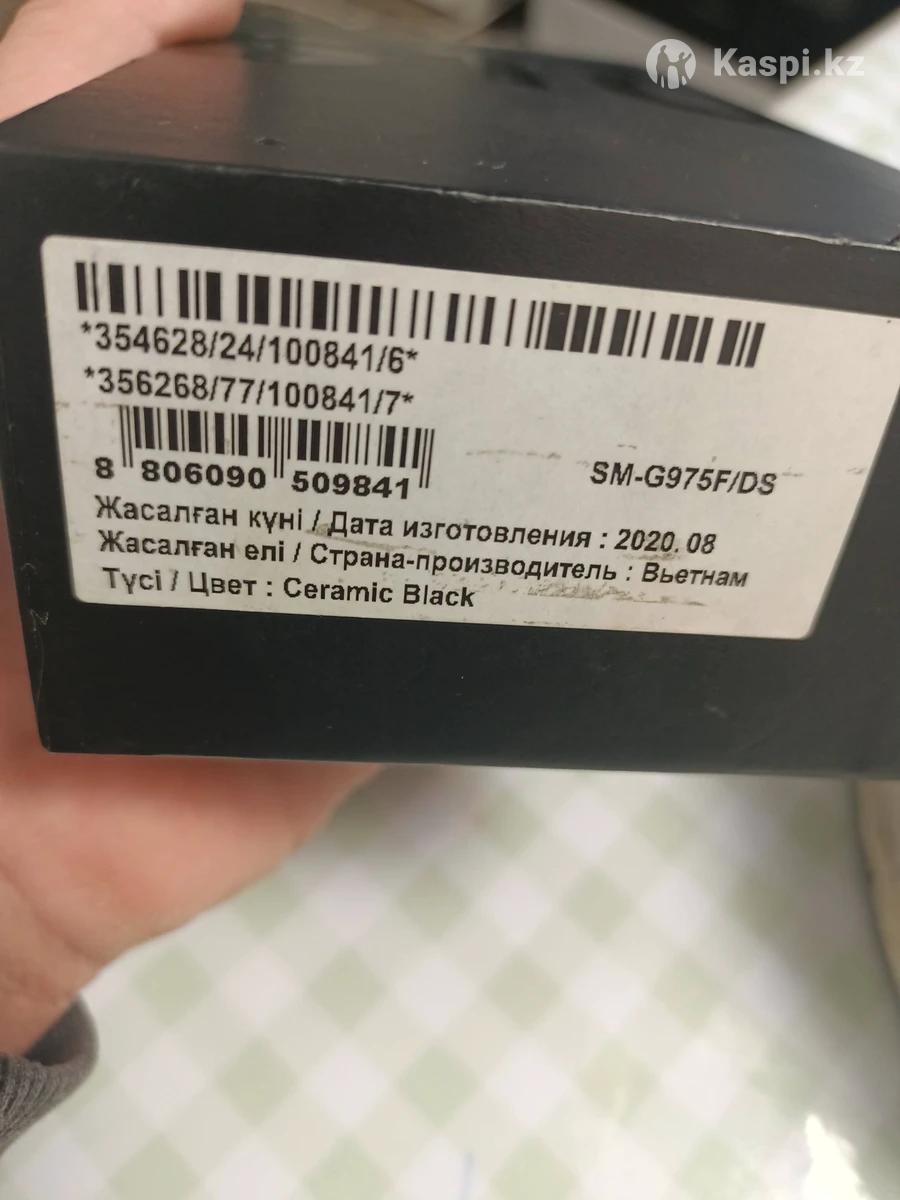 Kaspi.kz
*354628/24/100841/6*
*356268/77/100841/7*
8 806090 509841
SM-G975F/DS
Жасалған күні / Дата изготовления : 2020. 08
Жасалған елі / Страна-производитель : Вьетнам
Түсі / Цвет : Ceramic Black